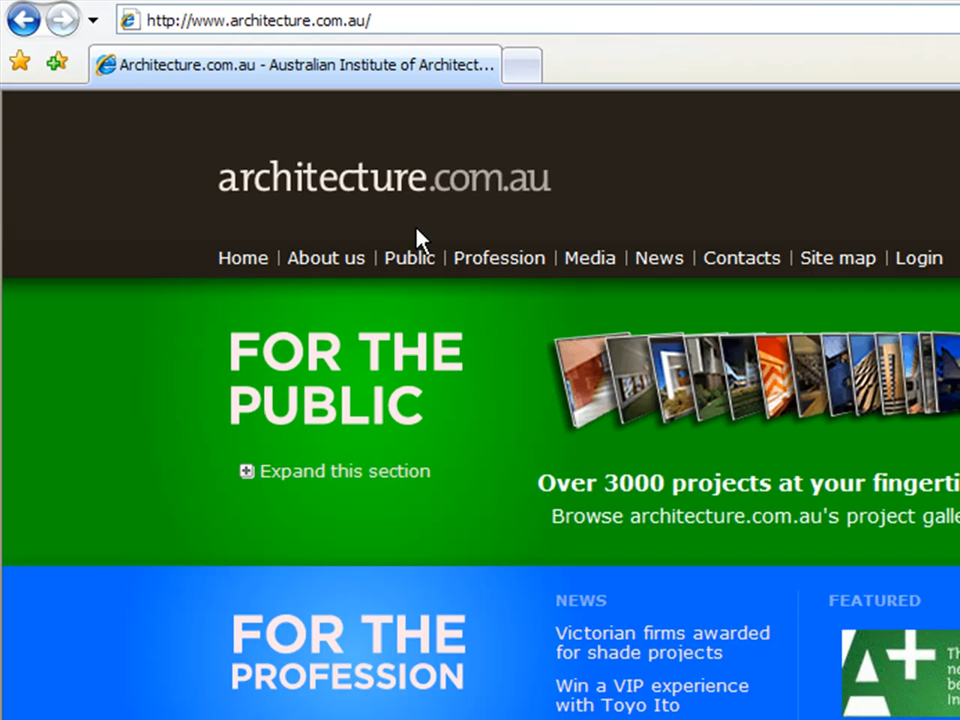 http://www.architecture.com.au/
Architecture.com.au - Australian Institute of Architect...
architecture.com.au
Home | About us | Public | Profession | Media | News | Contacts | Site map | Login
FOR THE
PUBLIC
Expand this section
Over 3000 projects at your fingerti
Browse architecture.com.au's project galle
FOR THE
PROFESSION
NEWS
Victorian firms awarded
for shade projects
Win a VIP experience
with Toyo Ito
FEATURED
A+